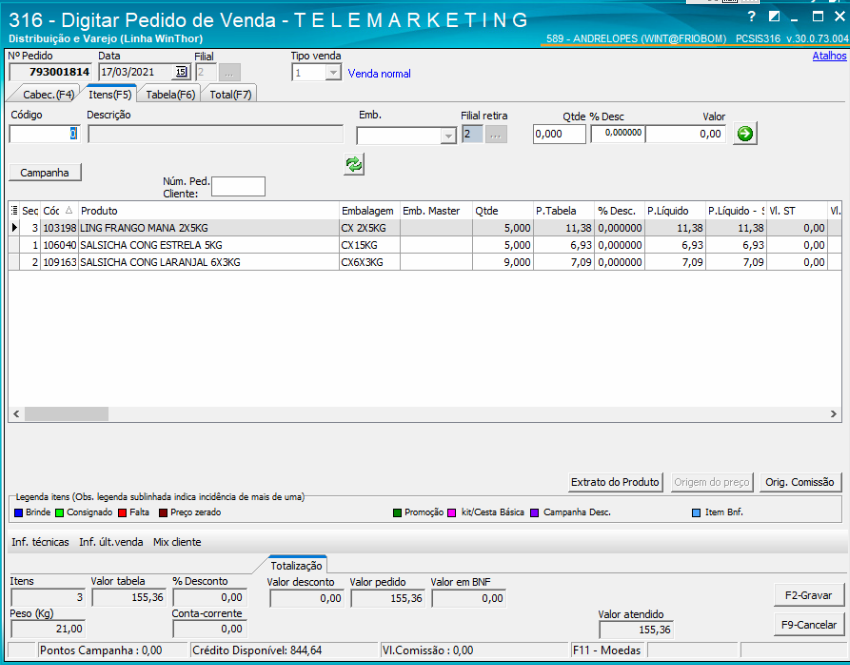 316 - Digitar Pedido de Venda - T E L E M A R K E T I N G
Distribuição e Varejo (Linha WinThor)
589 - ANDRELOPES (WINT@FRIOBOM) PCSIS316 v.30.0.73.004
Nº Pedido Data Filial Tipo venda Atalhos
793001814 17/03/2021 15 2 ... 1 Venda normal
Cabec.(F4) Itens(F5) Tabela(F6) Total(F7)
Código Descrição Emb. Filial retira Qtde % Desc Valor
0 2 ... 0,000 0,000000 0,00
Campanha
Núm. Ped.
Cliente:
Sec Cóc Produto Embalagem Emb. Master Qtde P.Tabela % Desc. P.Líquido P.Líquido - S Vl. ST Vl.
3 103198 LING FRANGO MANA 2X5KG CX 2X5KG 5,000 11,38 0,000000 11,38 11,38 0,00
1 106040 SALSICHA CONG ESTRELA 5KG CX15KG 5,000 6,93 0,000000 6,93 6,93 0,00
2 109163 SALSICHA CONG LARANJAL 6X3KG CX6X3KG 9,000 7,09 0,000000 7,09 7,09 0,00
Extrato do Produto Origem do preço Orig. Comissão
Legenda itens (Obs. legenda sublinhada indica incidência de mais de uma)
Brinde Consignado Falta Preço zerado Promoção kit/Cesta Básica Campanha Desc. Item Bnf.
Inf. técnicas Inf. últ.venda Mix cliente
Totalização
Itens Valor tabela % Desconto Valor desconto Valor pedido Valor em BNF
3 155,36 0,00 0,00 155,36 0,00 F2-Gravar
Peso (Kg) Conta-corrente Valor atendido
21,00 0,00 155,36 F9-Cancelar
Pontos Campanha : 0,00 Crédito Disponível: 844,64 Vl.Comissão : 0,00 F11 - Moedas